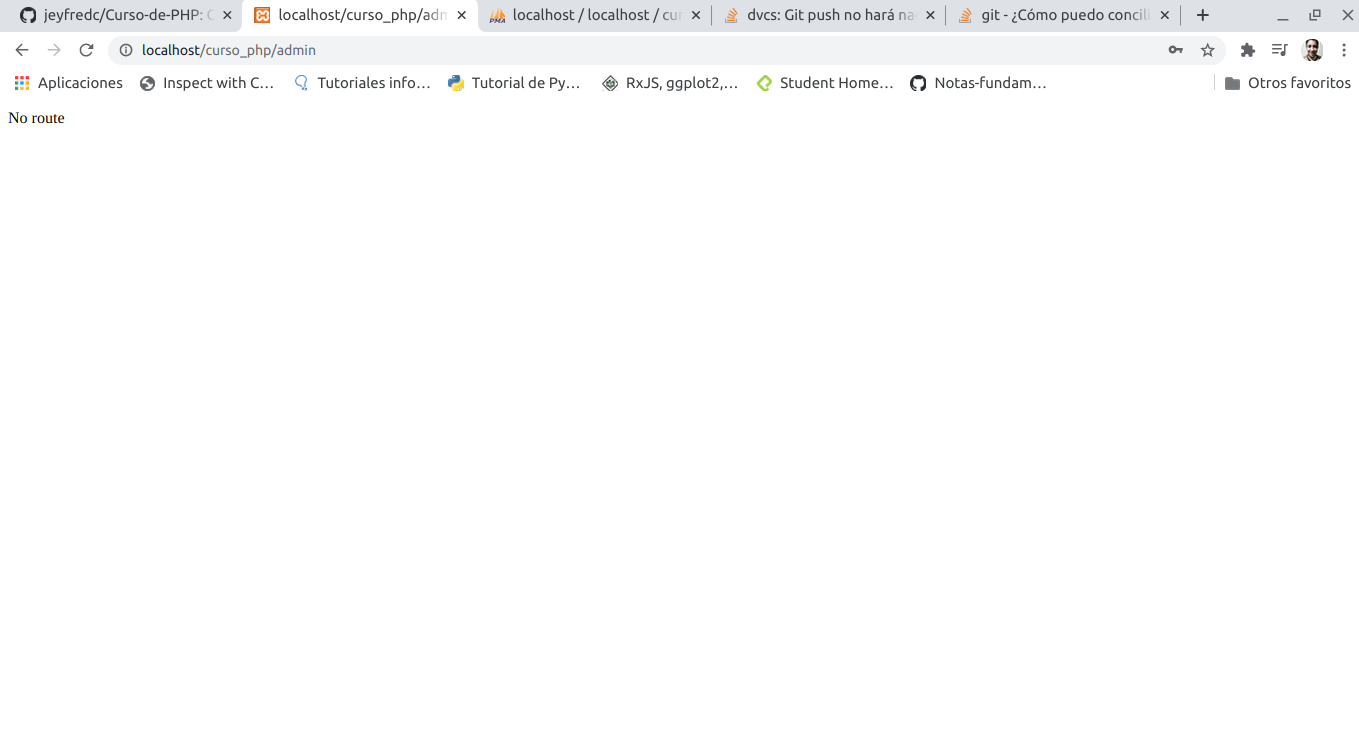 jeyfredc/Curso-de-PHP: C
localhost/curso_php/adm
localhost / localhost / cur
dvcs: Git push no hará na
git - ¿Cómo puedo concili
localhost/curso_php/admin
Aplicaciones
Inspect with C...
Tutoriales info...
Tutorial de Py...
RxJS, ggplot2,...
Student Home...
Notas-fundam...
Otros favoritos
No route